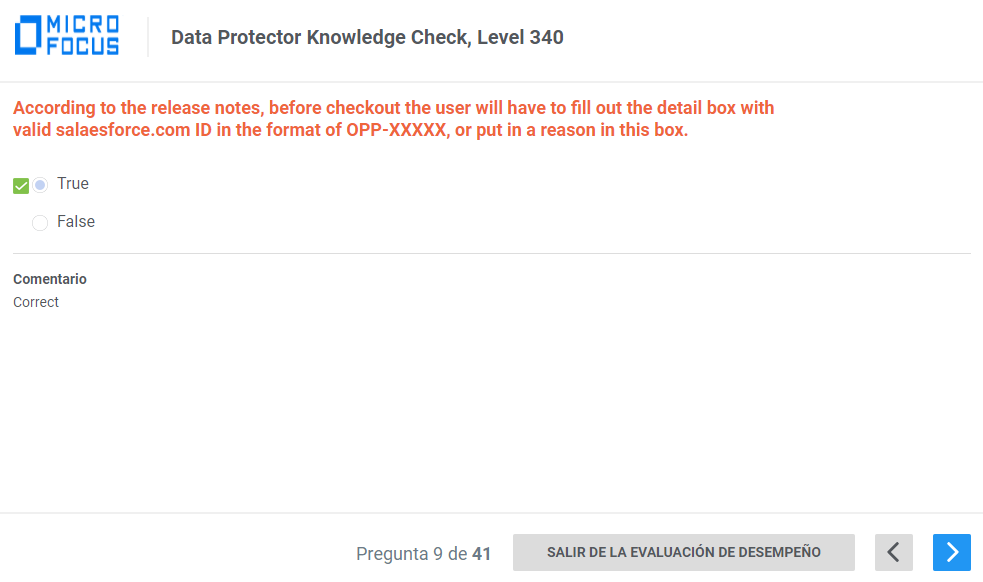 MICRO
FOCUS
Data Protector Knowledge Check, Level 340
According to the release notes, before checkout the user will have to fill out the detail box with
valid salaesforce.com ID in the format of OPP-XXXXX, or put in a reason in this box.
True
False
Comentario
Correct
Pregunta 9 de 41
SALIR DE LA EVALUACIÓN DE DESEMPEÑO